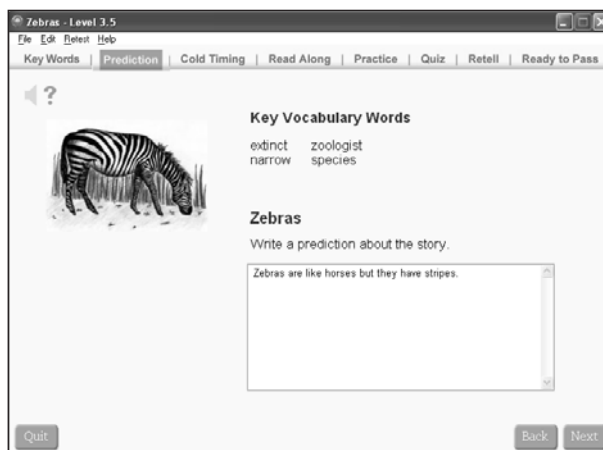 Zebras - Level 3.5
File Edit Retest Help
Key Words | Prediction | Cold Timing | Read Along | Practice | Quiz | Retell | Ready to Pass
?
Key Vocabulary Words
extinct zoologist
narrow species
Zebras
Write a prediction about the story.
Zebras are like horses but they have stripes.
Quit Back Next